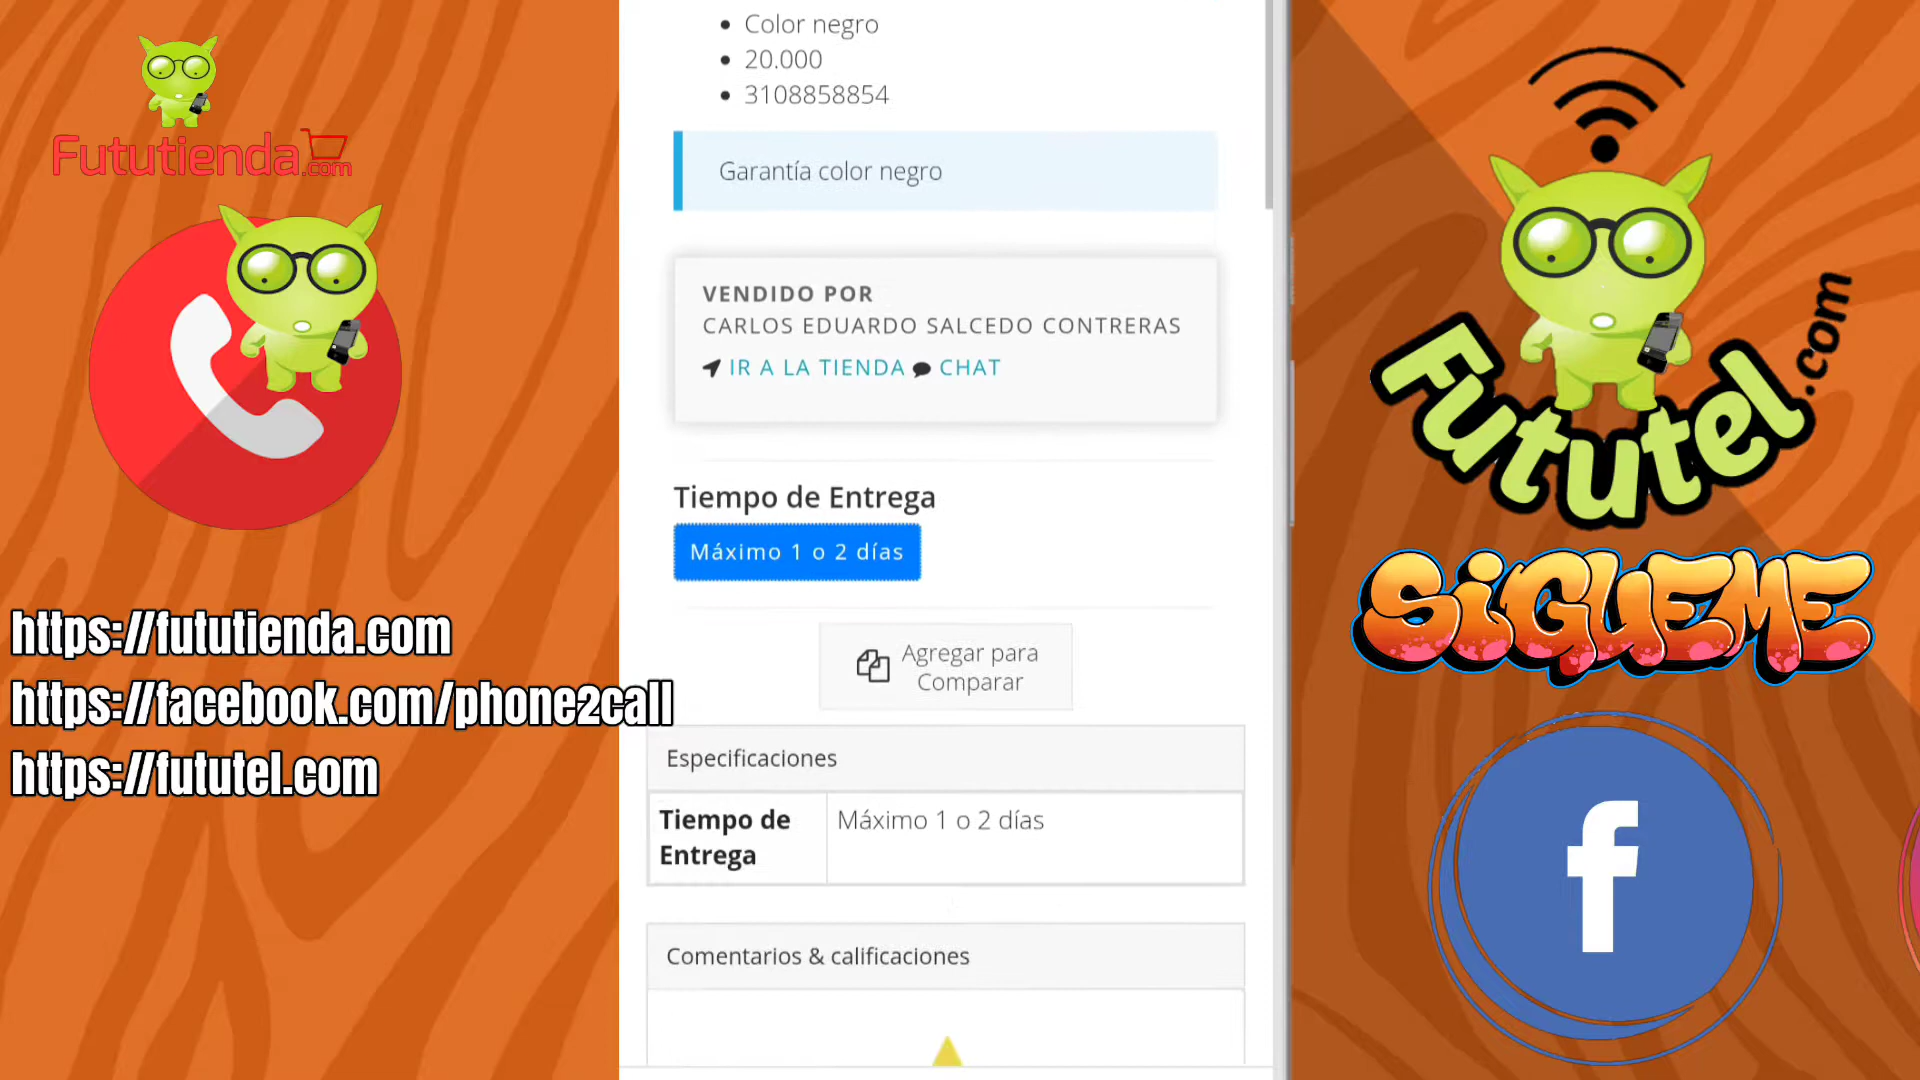 Fututienda.com
https://fututienda.com
https://facebook.com/phone2call
https://fututel.com
Color negro
20.000
3108858854
Garantía color negro
VENDIDO POR
CARLOS EDUARDO SALCEDO CONTRERAS
IR A LA TIENDA CHAT
Tiempo de Entrega
Máximo 1 o 2 días
Agregar para
Comparar
Especificaciones
Tiempo de Entrega
Máximo 1 o 2 días
Comentarios & calificaciones
Fututel.com
SiGUEME
f